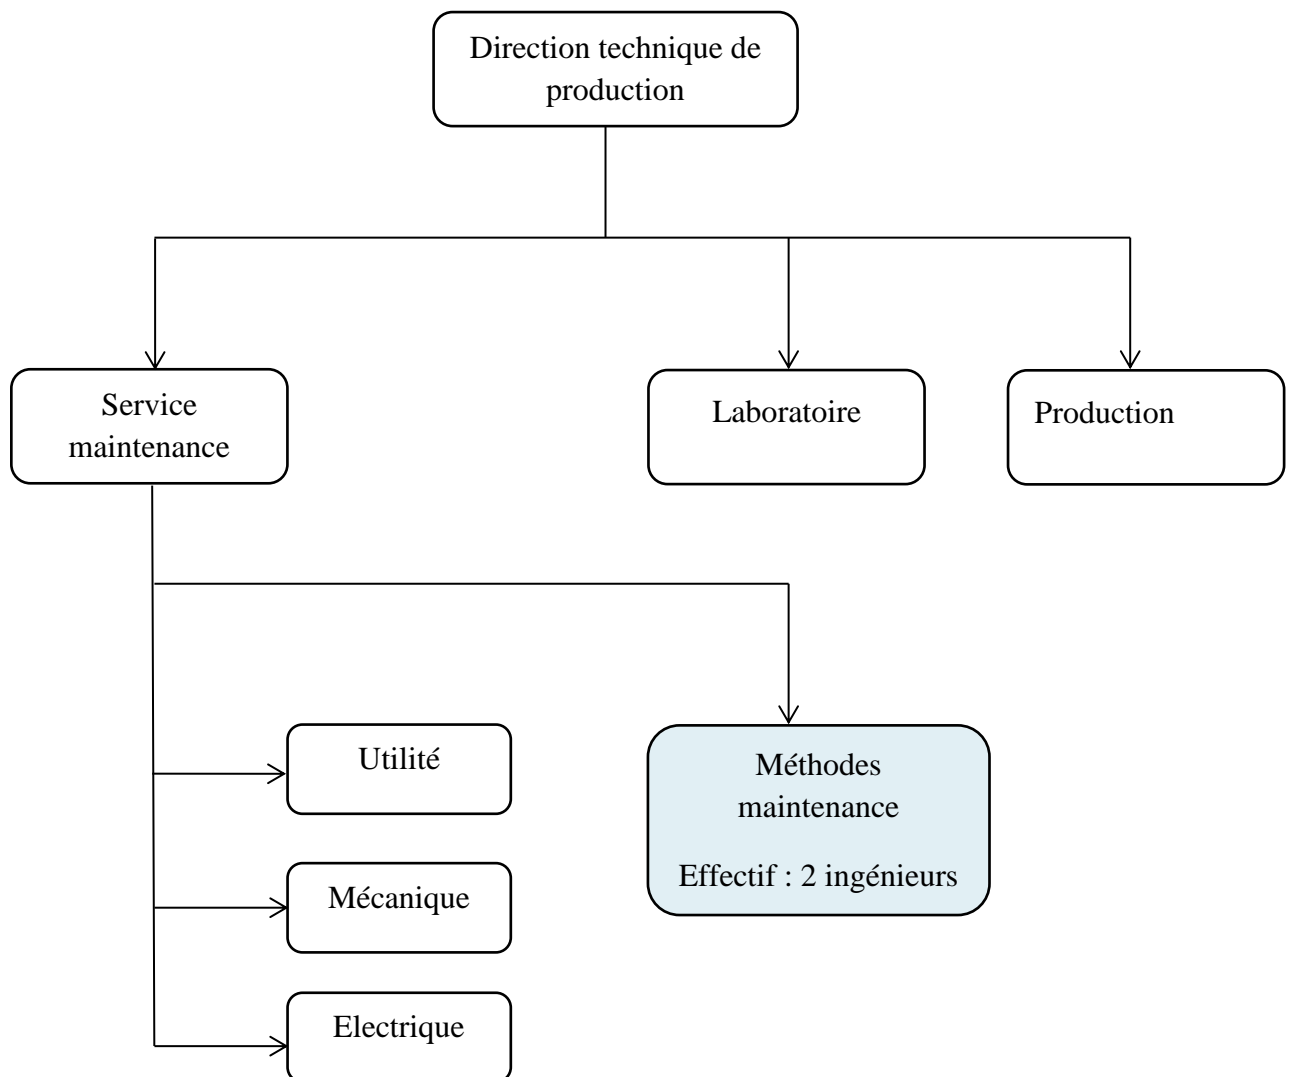 Direction technique de
production
Service
maintenance
Laboratoire
Production
Utilité
Méthodes
maintenance
Effectif : 2 ingénieurs
Mécanique
Electrique